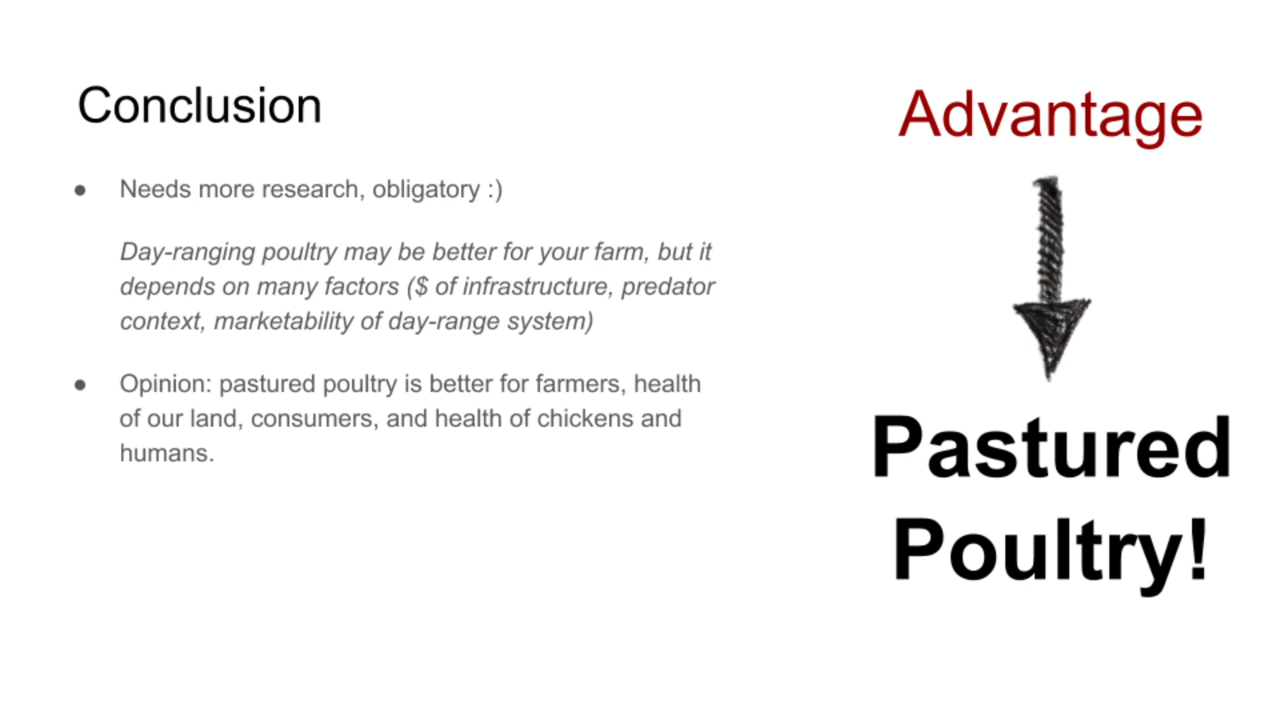 Conclusion
● Needs more research, obligatory :)
Day-ranging poultry may be better for your farm, but it
depends on many factors ($ of infrastructure, predator
context, marketability of day-range system)
● Opinion: pastured poultry is better for farmers, health
of our land, consumers, and health of chickens and
humans.
Advantage
Pastured
Poultry!